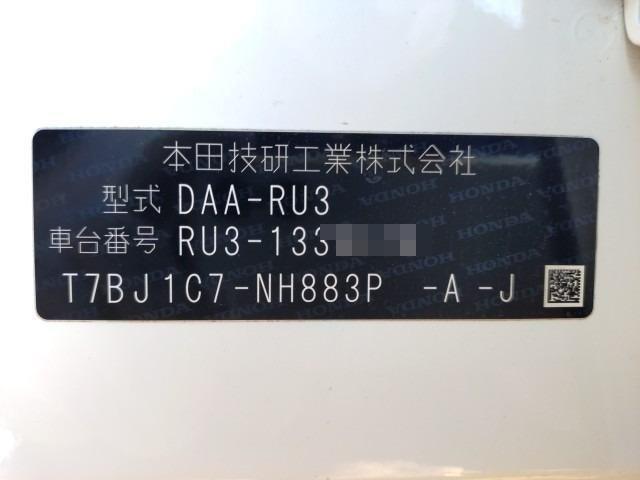 本田技研工業株式会社
型式 DAA-RU3
車台番号 RU3-133
T7BJ1C7-NH883P -A -J